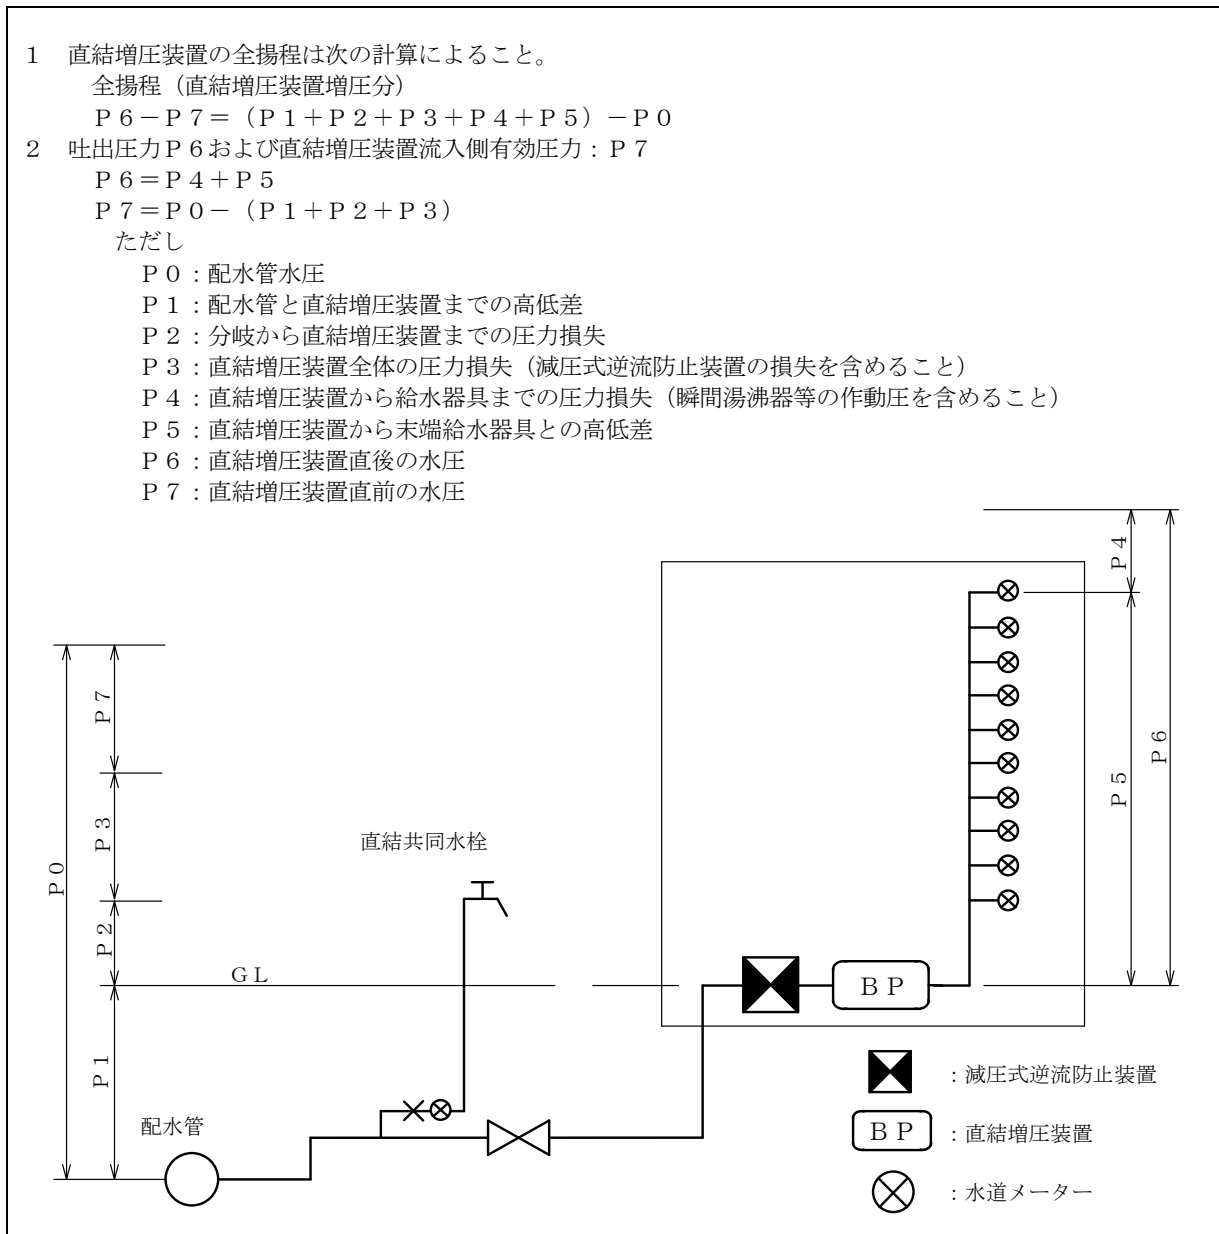 １　直結増圧装置の全揚程は次の計算によること。
全揚程（直結増圧装置増圧分）
Ｐ６－Ｐ７＝（Ｐ１＋Ｐ２＋Ｐ３＋Ｐ４＋Ｐ５）－Ｐ０
２　吐出圧力Ｐ６および直結増圧装置流入側有効圧力：Ｐ７
Ｐ６＝Ｐ４＋Ｐ５
Ｐ７＝Ｐ０－（Ｐ１＋Ｐ２＋Ｐ３）
ただし
Ｐ０：配水管水圧
Ｐ１：配水管と直結増圧装置までの高低差
Ｐ２：分岐から直結増圧装置までの圧力損失
Ｐ３：直結増圧装置全体の圧力損失（減圧式逆流防止装置の損失を含めること）
Ｐ４：直結増圧装置から給水器具までの圧力損失（瞬間湯沸器等の作動圧を含めること）
Ｐ５：直結増圧装置から末端給水器具との高低差
Ｐ６：直結増圧装置直後の水圧
Ｐ７：直結増圧装置直前の水圧
Ｐ４
Ｐ７
Ｐ６
Ｐ５
Ｐ３
直結共同水栓
Ｐ０
Ｐ２
ＧＬ
ＢＰ
Ｐ１
：減圧式逆流防止装置
配水管
ＢＰ
：直結増圧装置
：水道メーター